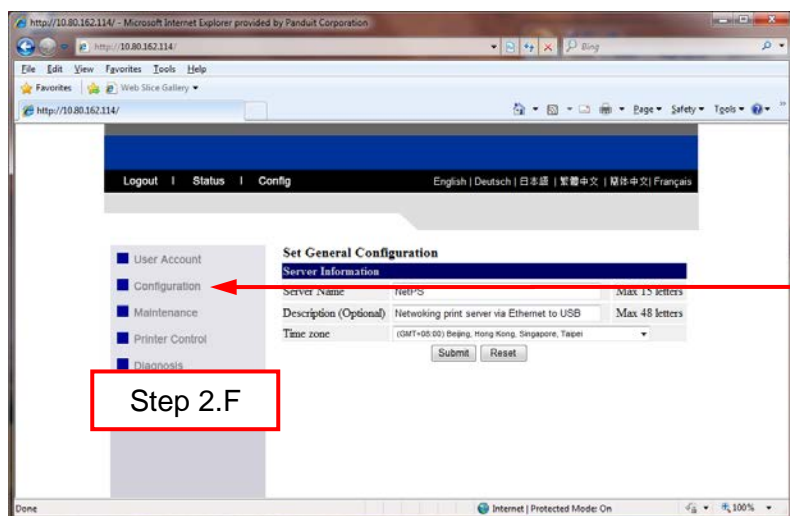 http://10.80.162.114/ - Microsoft Internet Explorer provided by Panduit Corporation
http://10.80.162.114/
Bing
File Edit View Favorites Tools Help
Favorites Web Slice Gallery
http://10.80.162.114/
Page Safety Tools
Logout | Status | Config
English | Deutsch | 日本語 | 繁體中文 | 簡体中文| Français
User Account
Configuration
Maintenance
Printer Control
Diagnosis
Set General Configuration
Server Information
Server Name NetPS Max 15 letters
Description (Optional) Netwoking print server via Ethernet to USB Max 48 letters
Time zone (GMT+08:00) Beijing, Hong Kong, Singapore, Taipei
Submit Reset
Step 2.F
Done Internet | Protected Mode: On 100%